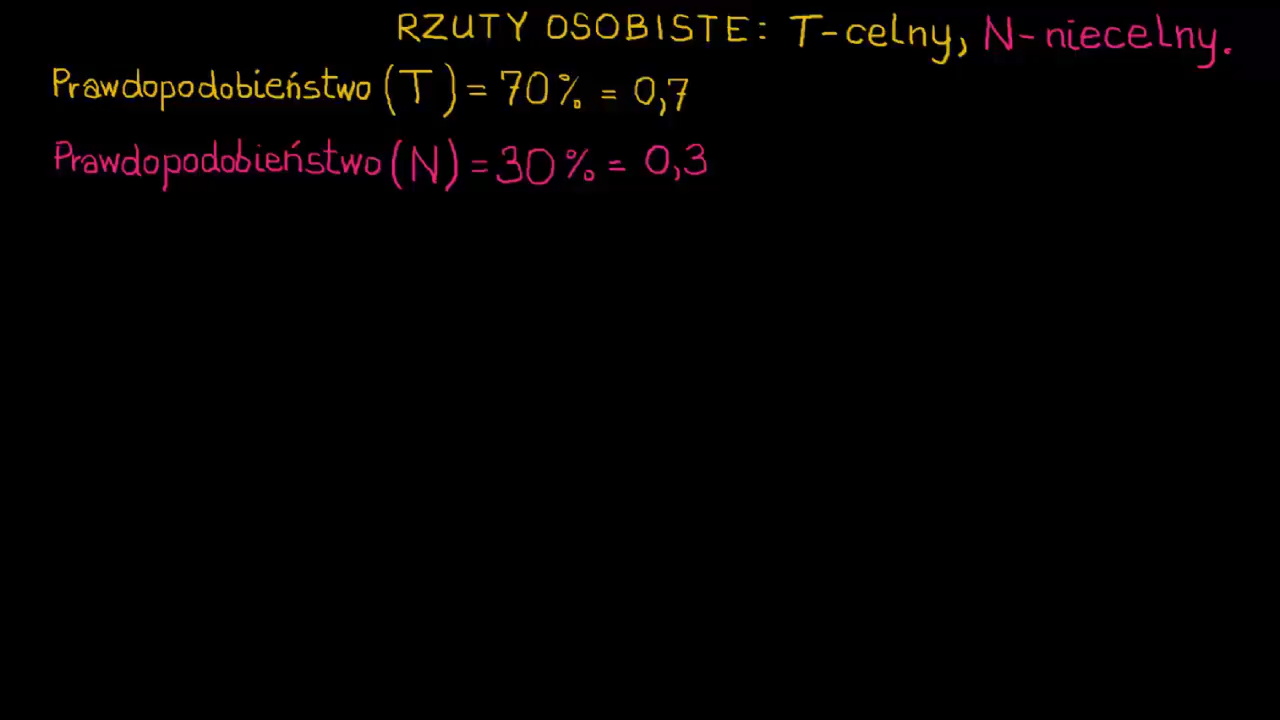 RZUTY OSOBISTE: T-celny, N-niecelny.
Prawdopodobieństwo (T) = 70% = 0,7
Prawdopodobieństwo (N) = 30% = 0,3